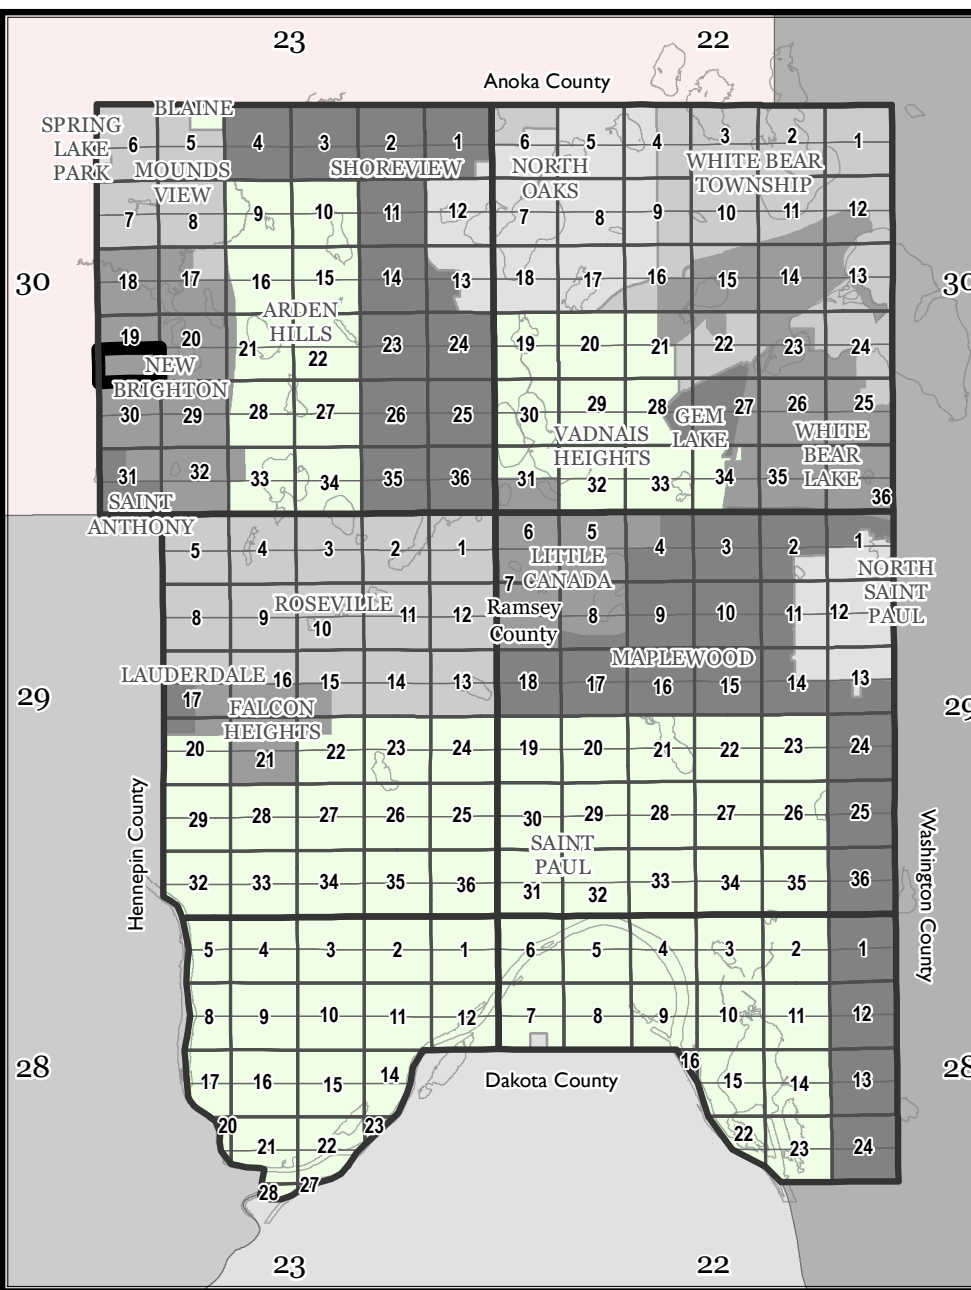 23 22
Anoka County
BLAINE
SPRING
LAKE
PARK
6 5 4 3 2 1 6 5 4 3 2 1
MOUNDS
VIEW
SHOREVIEW
NORTH
OAKS
WHITE BEAR
TOWNSHIP
7 8 9 10 11 12 7 8 9 10 11 12
30 18 17 16 15 14 13 18 17 16 15 14 13 30
ARDEN
HILLS
19 20 21 22 23 24 19 20 21 22 23 24
NEW
BRIGHTON
30 29 28 27 26 25 30 29 28 27 26 25
GEM
LAKE
VADNAIS
HEIGHTS
WHITE
BEAR
LAKE
31 32 33 34 35 36 31 32 33 34 35 36
SAINT
ANTHONY
5 4 3 2 1 6 5 4 3 2 1
LITTLE
CANADA
NORTH
SAINT
PAUL
8 9 10 11 12 7 8 9 10 11 12
ROSEVILLE
Ramsey
County
MAPLEWOOD
LAUDERDALE
29 17 16 15 14 13 18 17 16 15 14 13 29
FALCON
HEIGHTS
20 21 22 23 24 19 20 21 22 23 24
29 28 27 26 25 30 29 28 27 26 25
SAINT
PAUL
32 33 34 35 36 31 32 33 34 35 36
Hennepin County
Washington County
5 4 3 2 1 6 5 4 3 2 1
8 9 10 11 12 7 8 9 10 11 12
28 17 16 15 14 16 15 14 13 28
Dakota County
20 21 22 23 22 23 24
28 27
23 22